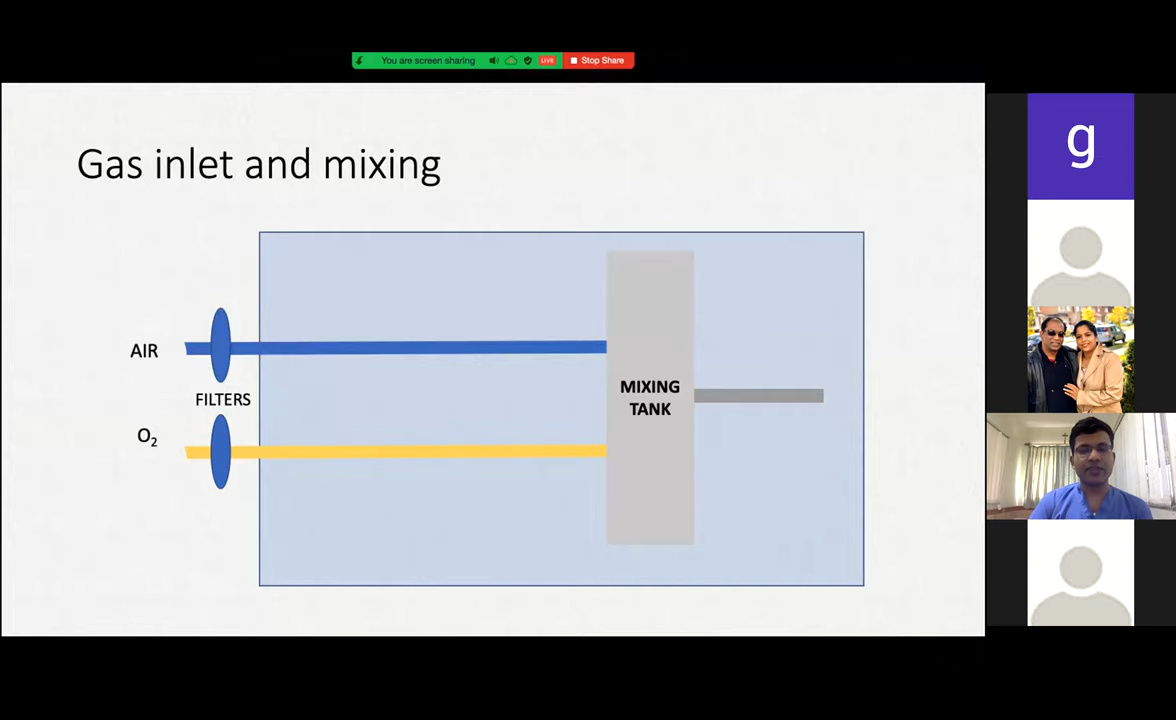 You are screen sharing
LIVE
Stop Share
g
Gas inlet and mixing
AIR
FILTERS
O₂
MIXING
TANK